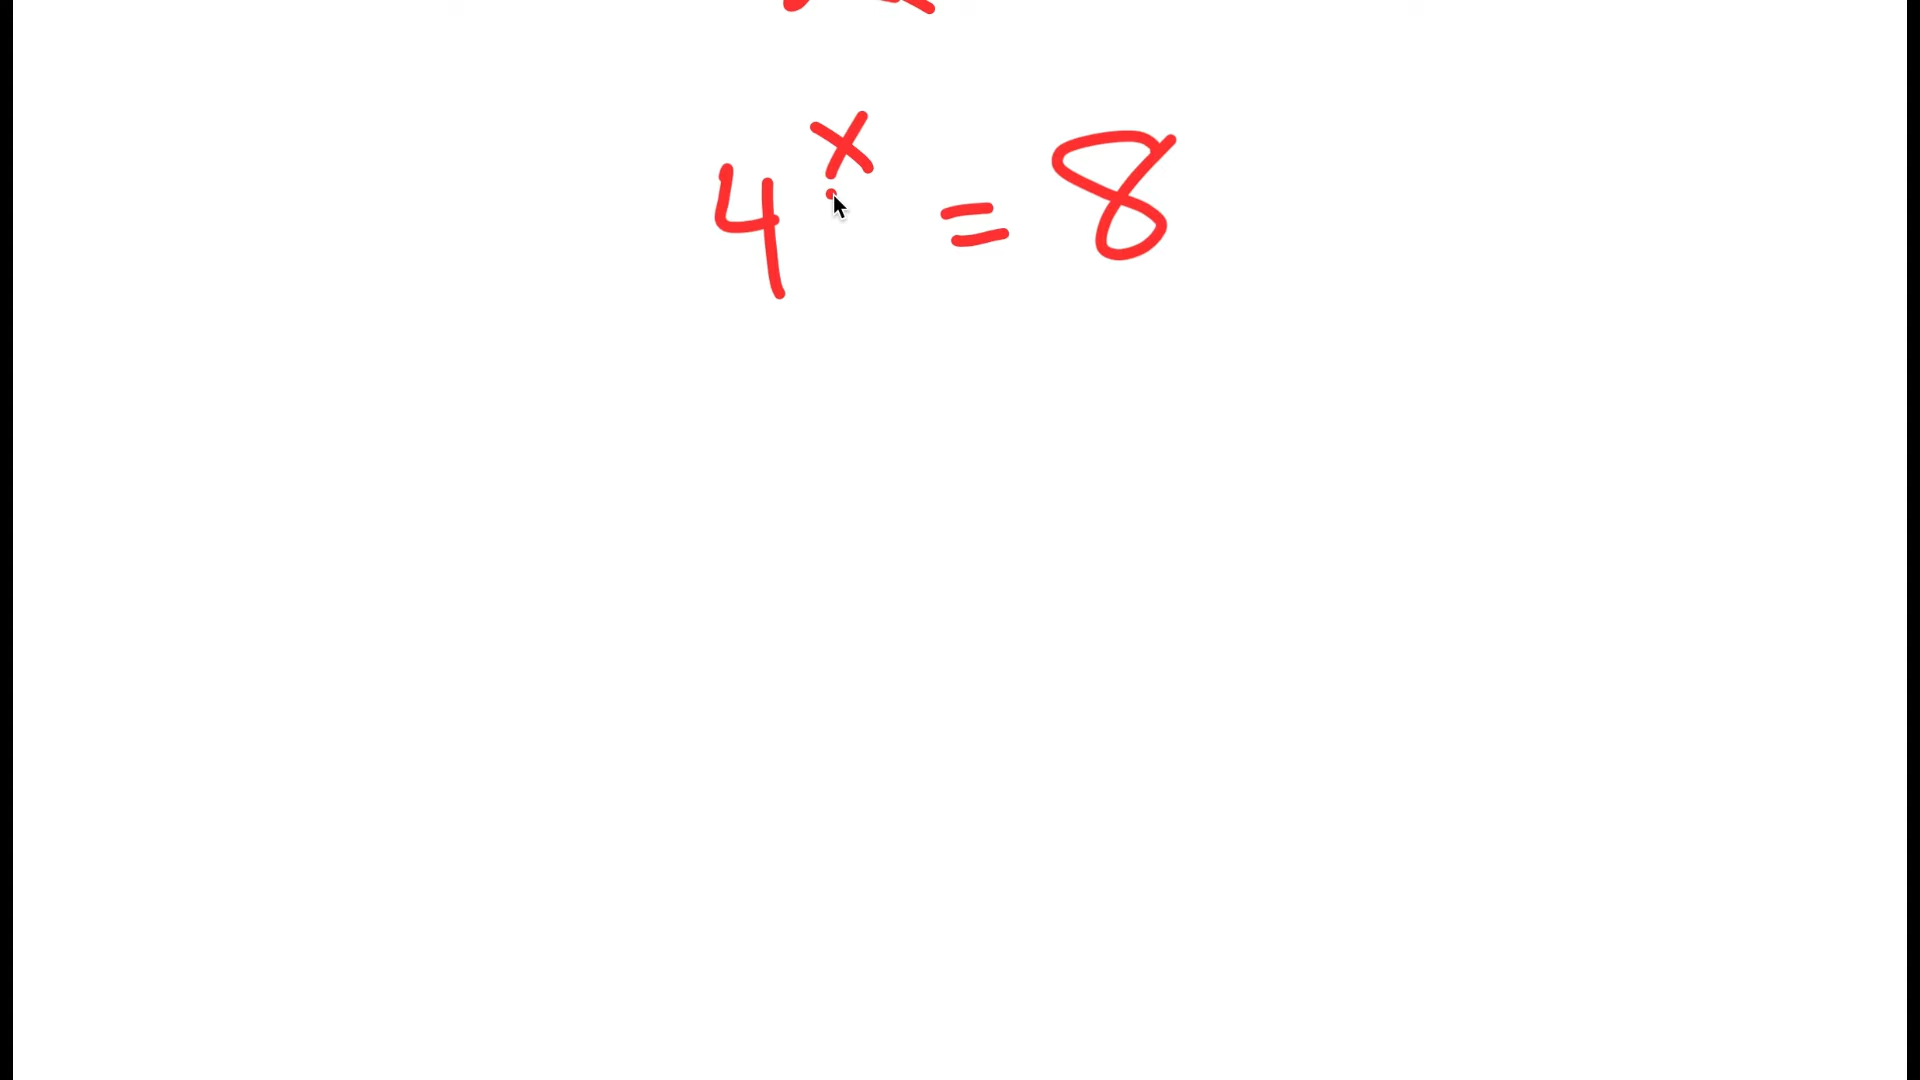 4^x = 8